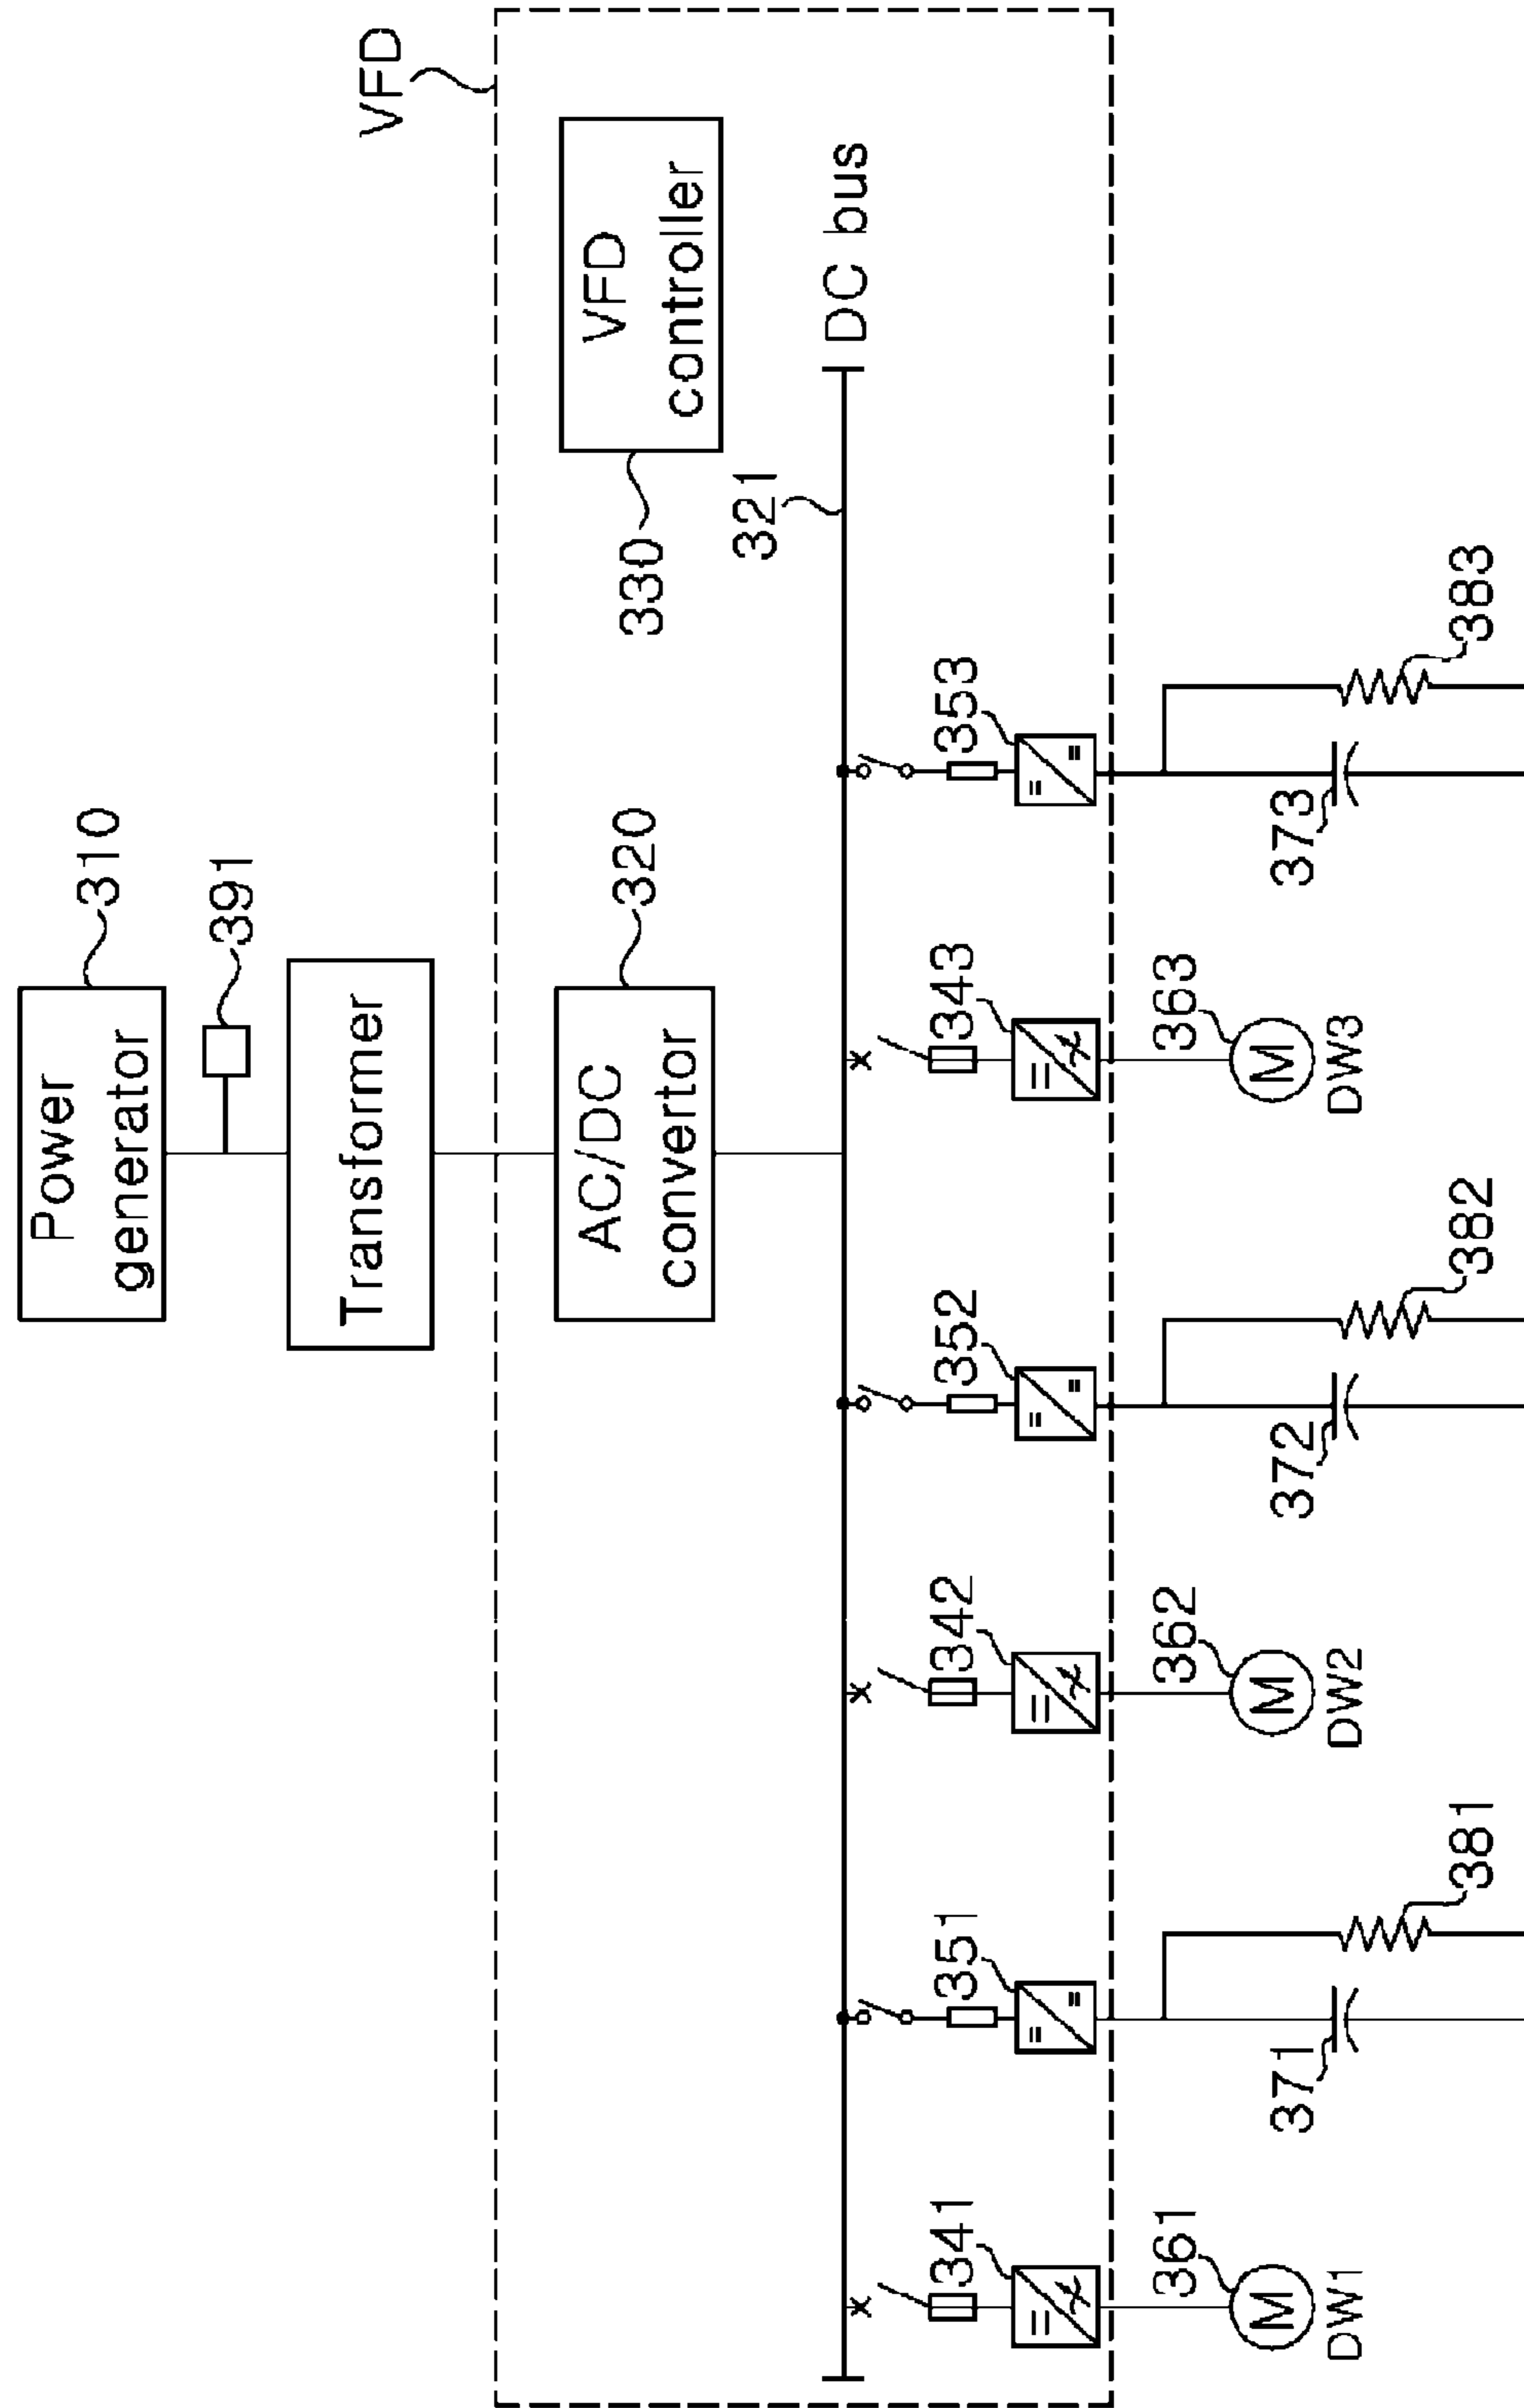 Power
generator
310
391
Transformer
VFD
AC/DC
convertor
320
VFD
controller
330
321
DC bus
341
351
342
352
343
353
361
M
DW1
371
381
362
M
DW2
372
382
363
M
DW3
373
383